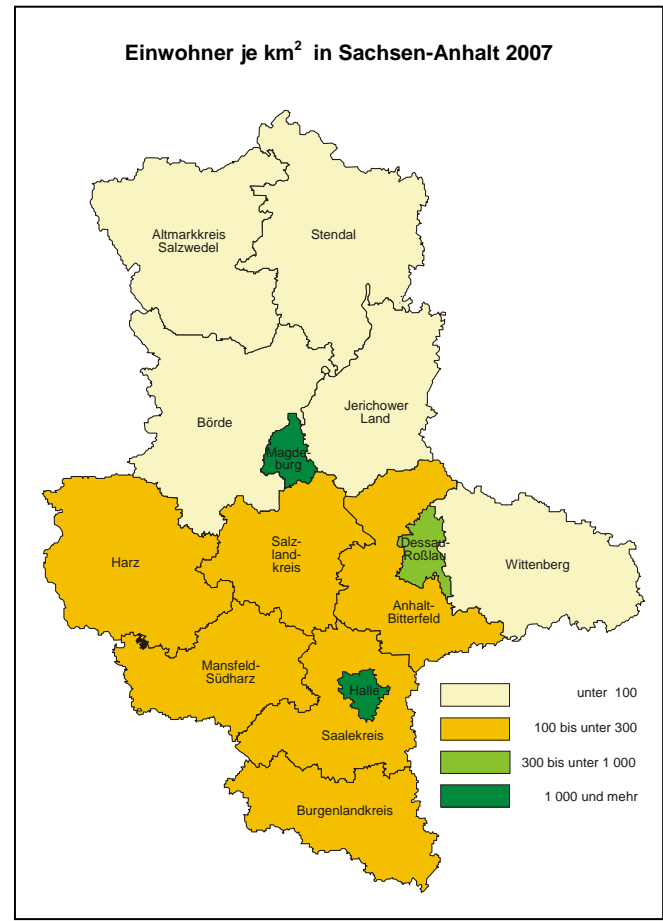 Einwohner je km² in Sachsen-Anhalt 2007
Altmarkkreis
Salzwedel
Stendal
Börde
Jerichower
Land
Magde-
burg
Harz
Salz-
land-
kreis
Dessau-
Roßlau
Wittenberg
Anhalt-
Bitterfeld
Mansfeld-
Südharz
Halle
Saalekreis
Burgenlandkreis
unter 100
100 bis unter 300
300 bis unter 1 000
1 000 und mehr